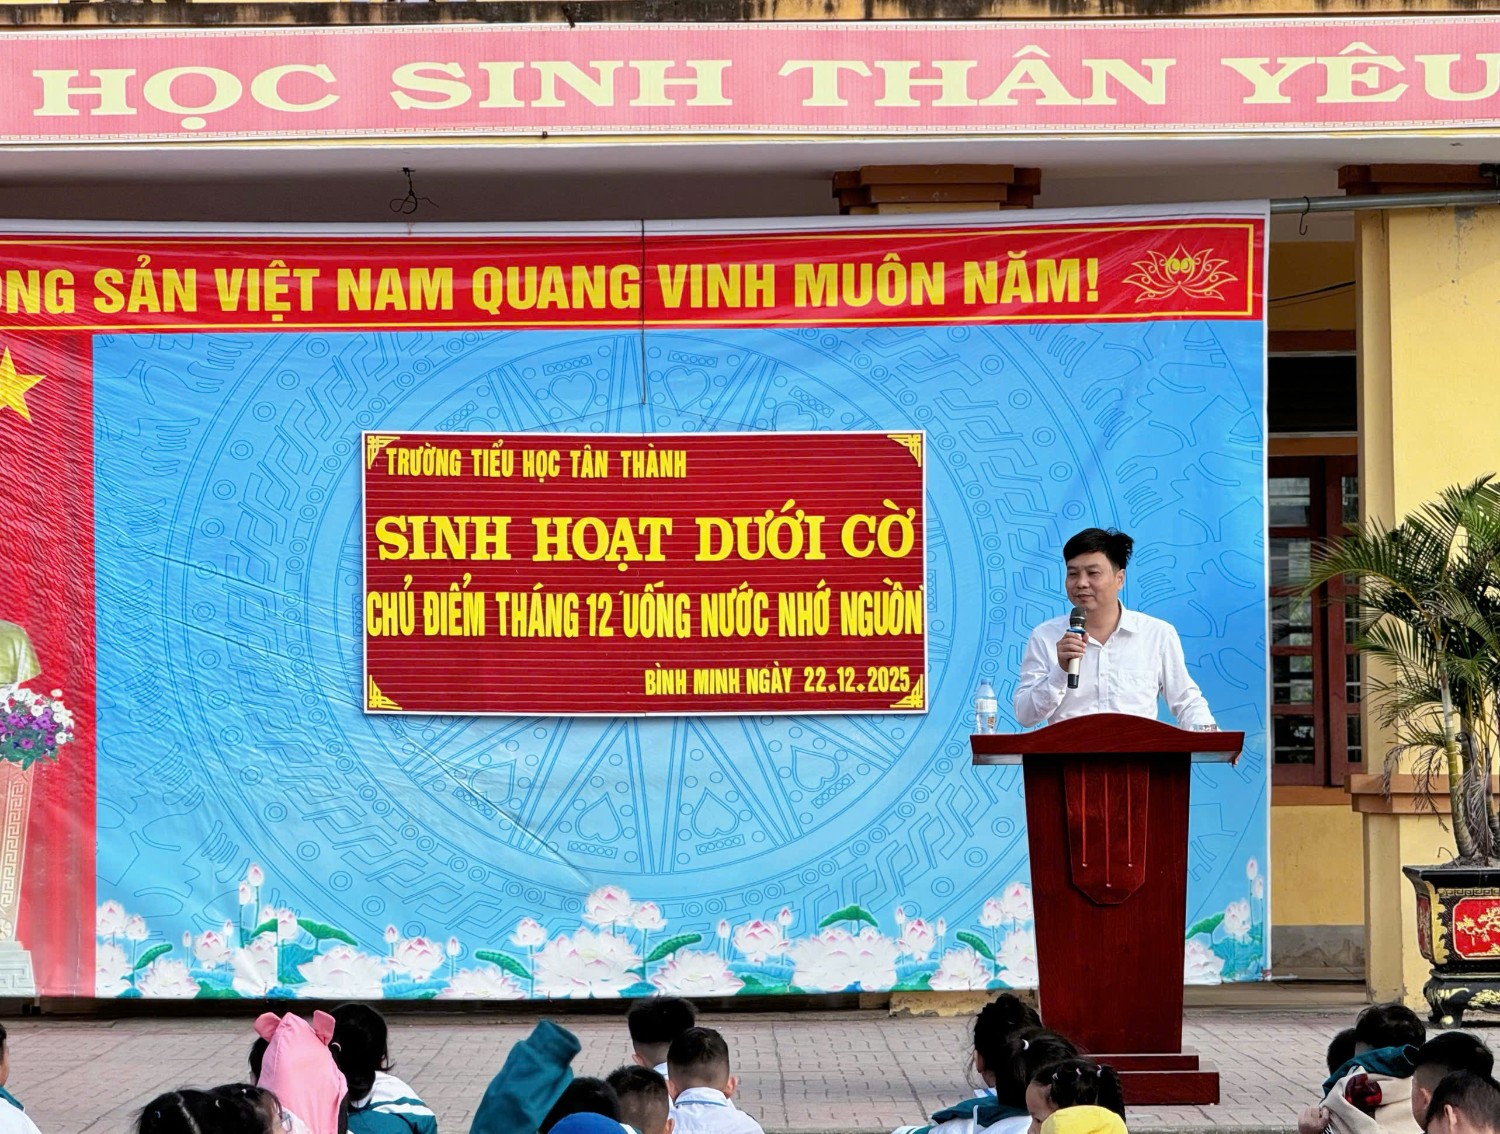 HỌC SINH THÂN YÊU
ỘNG SẢN VIỆT NAM QUANG VINH MUÔN NĂM!
TRƯỜNG TIỂU HỌC TÂN THÀNH
SINH HOẠT DƯỚI CỜ
CHỦ ĐIỂM THÁNG 12 UỐNG NƯỚC NHỚ NGUỒN
BÌNH MINH NGÀY 22.12.2025